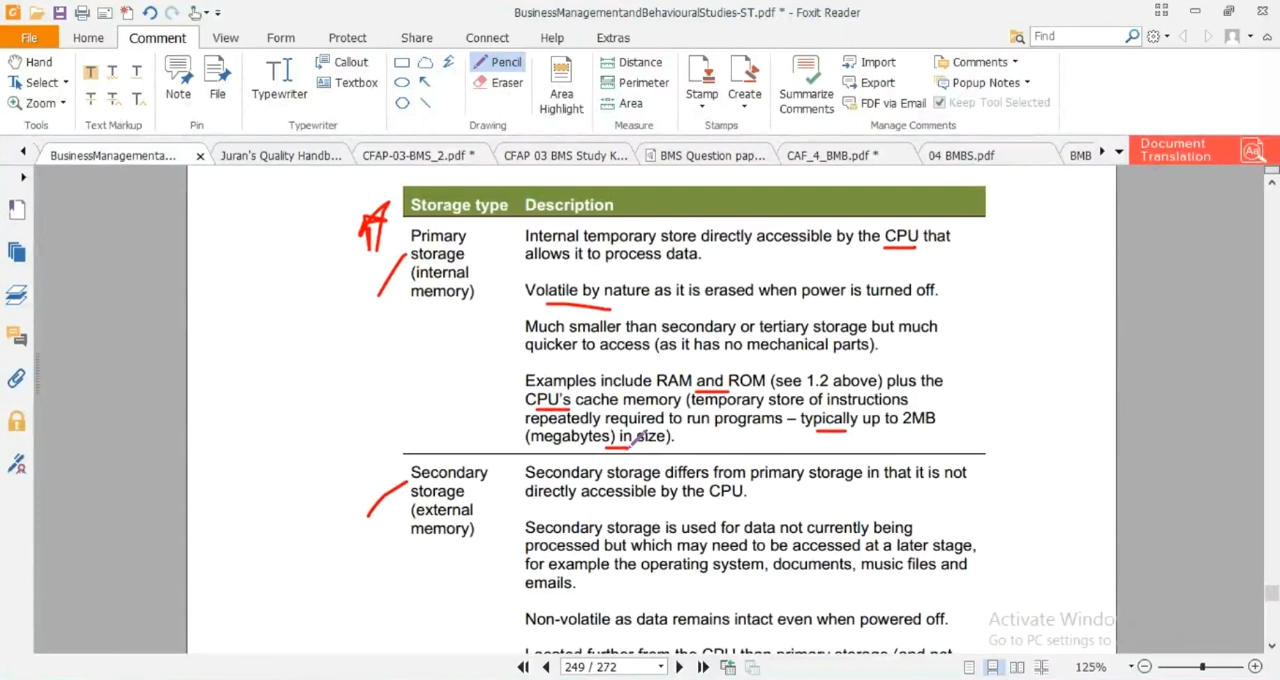 BusinessManagementandBehaviouralStudies-ST.pdf * - Foxit Reader
File Home Comment View Form Protect Share Connect Help Extras Find
Hand Select Zoom Tools
Text Markup
Note File Pin
Typewriter Callout Textbox Typewriter
Pencil Eraser Area Highlight Drawing
Distance Perimeter Area Measure
Stamp Create Stamps
Summarize Comments Import Export FDF via Email Comments Popup Notes Keep Tool Selected Manage Comments
BusinessManagementa... Juran's Quality Handb... CFAP-03-BMS_2.pdf * CFAP 03 BMS Study K... BMS Question pap... CAF_4_BMB.pdf * 04 BMBS.pdf BMB Document Translation
Storage type Description
Primary storage (internal memory)
Internal temporary store directly accessible by the CPU that
allows it to process data.
Volatile by nature as it is erased when power is turned off.
Much smaller than secondary or tertiary storage but much
quicker to access (as it has no mechanical parts).
Examples include RAM and ROM (see 1.2 above) plus the
CPU's cache memory (temporary store of instructions
repeatedly required to run programs – typically up to 2MB
(megabytes) in size).
Secondary storage (external memory)
Secondary storage differs from primary storage in that it is not
directly accessible by the CPU.
Secondary storage is used for data not currently being
processed but which may need to be accessed at a later stage,
for example the operating system, documents, music files and
emails.
Non-volatile as data remains intact even when powered off.
Located further from the CPU than primary storage (and not
Activate Windo
Go to PC settings to
249 / 272 125%